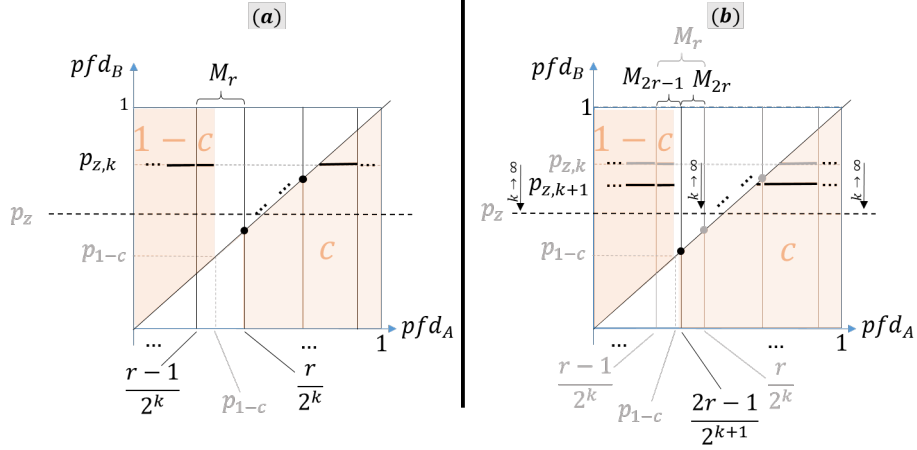 (a)
pfd_B
M_r
1
1 − c
p_{z,k}
...
...
...
p_z
p_{1−c}
c
pfd_A
...
...
1
r − 1
2^k
p_{1−c}
r
2^k
(b)
M_r
pfd_B
M_{2r−1} M_{2r}
1
1 − c
p_{z,k}
...
...
...
p_{z,k+1}
...
...
k→∞
k→∞
k→∞
p_z
p_{1−c}
c
pfd_A
...
...
1
r − 1
2^k
p_{1−c}
2r − 1
2^{k+1}
r
2^k